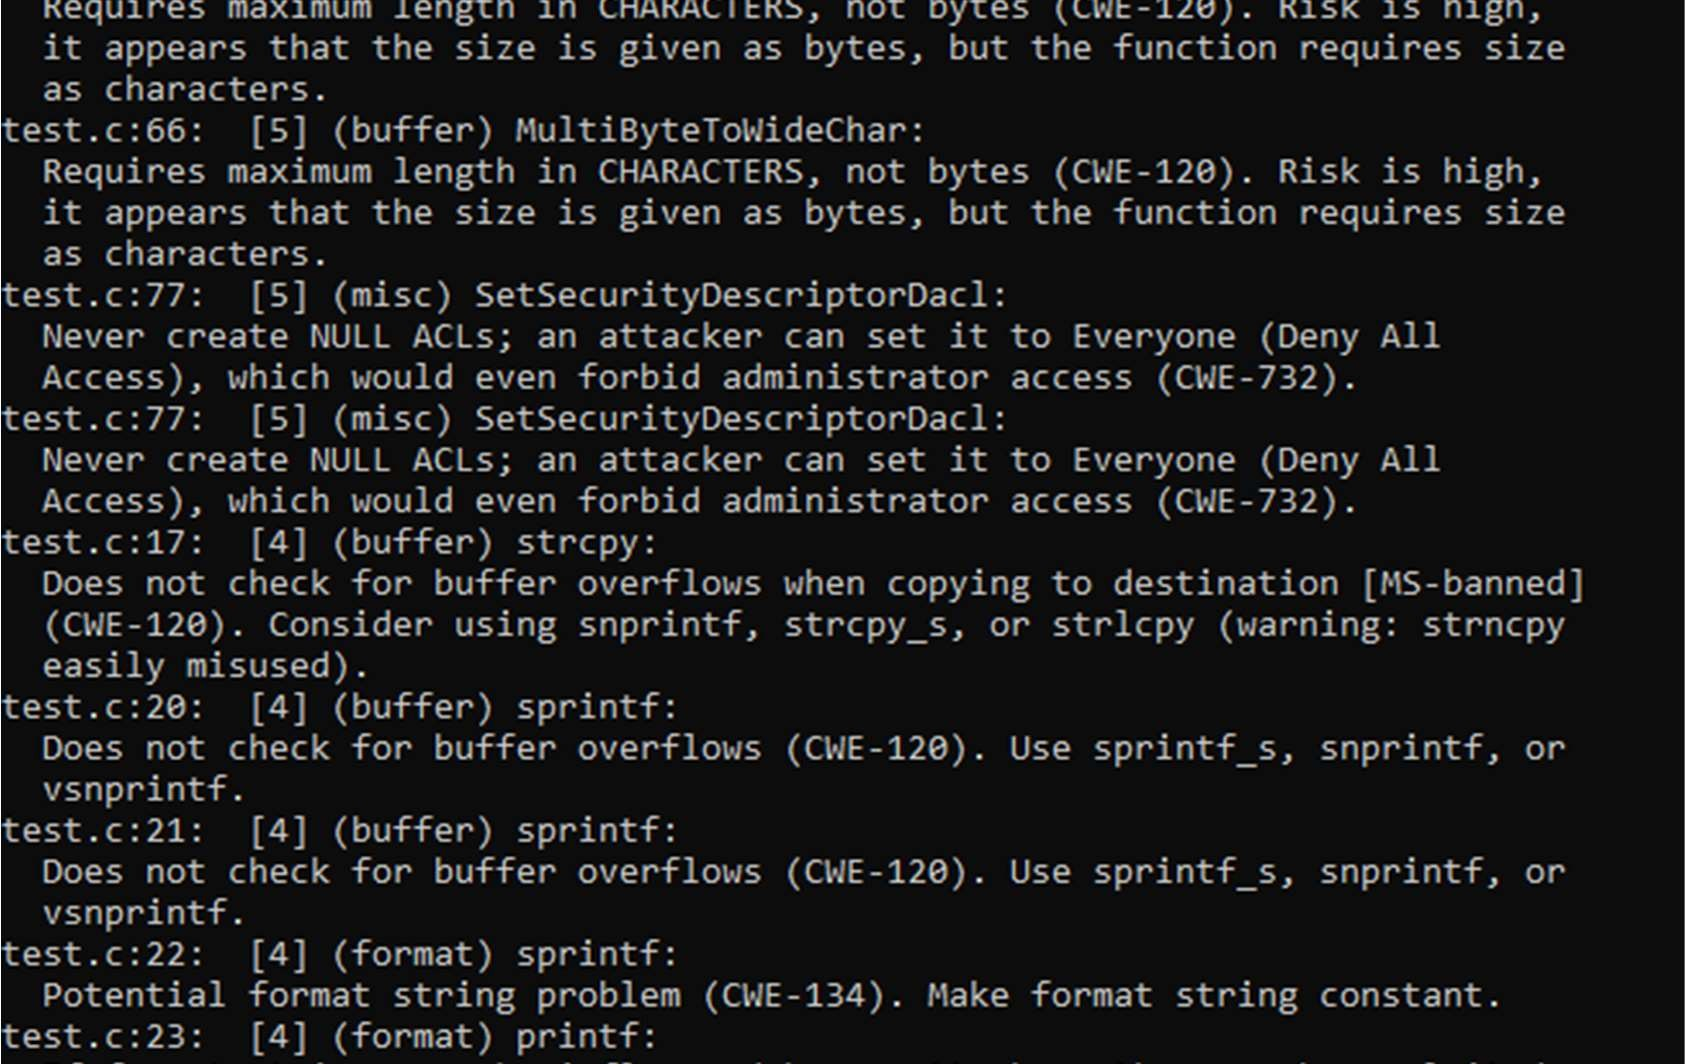 Requires maximum length in CHARACTERS, not bytes (CWE-120). Risk is high,
it appears that the size is given as bytes, but the function requires size
as characters.
test.c:66:  [5] (buffer) MultiByteToWideChar:
Requires maximum length in CHARACTERS, not bytes (CWE-120). Risk is high,
it appears that the size is given as bytes, but the function requires size
as characters.
test.c:77:  [5] (misc) SetSecurityDescriptorDacl:
Never create NULL ACLs; an attacker can set it to Everyone (Deny All
Access), which would even forbid administrator access (CWE-732).
test.c:77:  [5] (misc) SetSecurityDescriptorDacl:
Never create NULL ACLs; an attacker can set it to Everyone (Deny All
Access), which would even forbid administrator access (CWE-732).
test.c:17:  [4] (buffer) strcpy:
Does not check for buffer overflows when copying to destination [MS-banned]
(CWE-120). Consider using snprintf, strcpy_s, or strlcpy (warning: strncpy
easily misused).
test.c:20:  [4] (buffer) sprintf:
Does not check for buffer overflows (CWE-120). Use sprintf_s, snprintf, or
vsnprintf.
test.c:21:  [4] (buffer) sprintf:
Does not check for buffer overflows (CWE-120). Use sprintf_s, snprintf, or
vsnprintf.
test.c:22:  [4] (format) sprintf:
Potential format string problem (CWE-134). Make format string constant.
test.c:23:  [4] (format) printf: